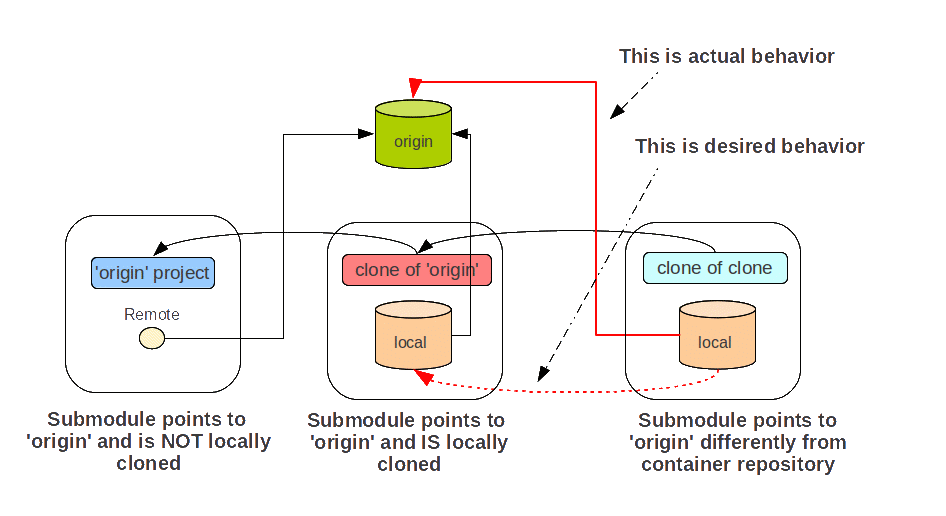 This is actual behavior
origin
This is desired behavior
'origin' project
clone of 'origin'
clone of clone
Remote
local
local
Submodule points to
'origin' and is NOT locally
cloned
Submodule points to
'origin' and IS locally
cloned
Submodule points to
'origin' differently from
container repository